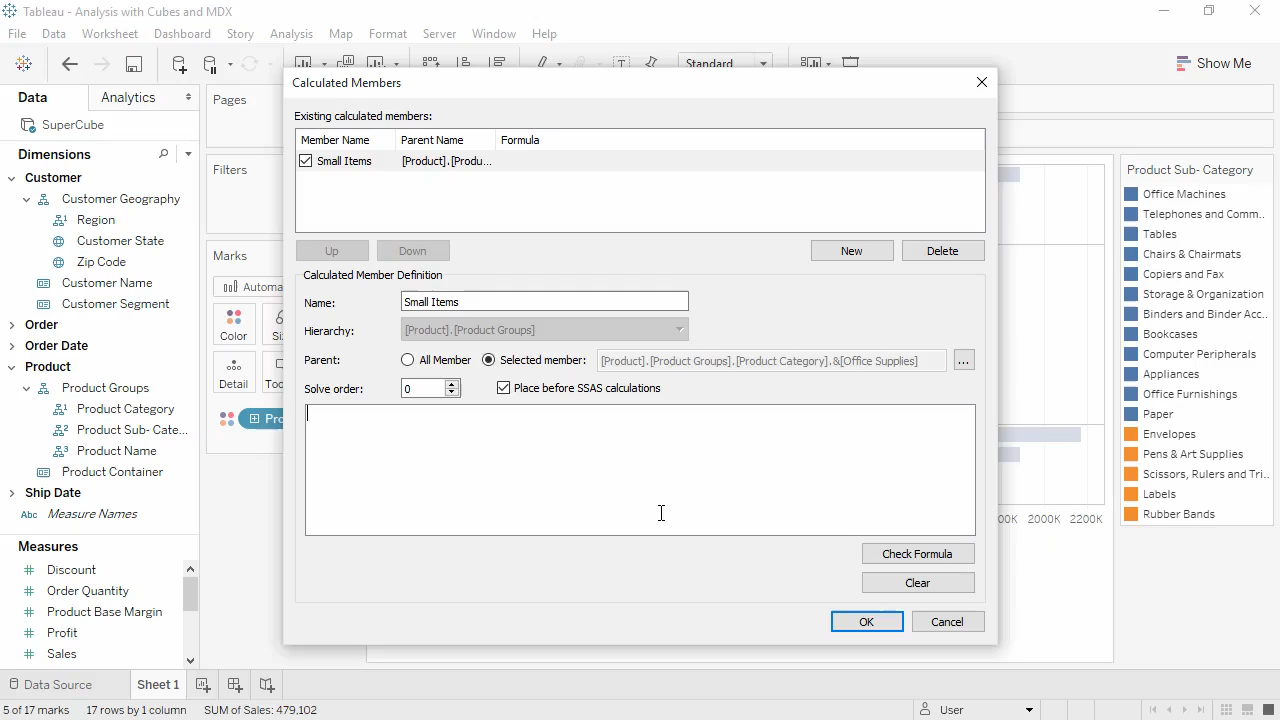 Tableau - Analysis with Cubes and MDX
File Data Worksheet Dashboard Story Analysis Map Format Server Window Help
Standard
Show Me
Data
Analytics
SuperCube
Dimensions
Customer
Customer Geography
Region
Customer State
Zip Code
Customer Name
Customer Segment
Order
Order Date
Product
Product Groups
Product Category
Product Sub- Cate...
Product Name
Product Container
Ship Date
Abc Measure Names
Measures
Discount
Order Quantity
Product Base Margin
Profit
Sales
Pages
Filters
Marks
Color
Detail
Calculated Members
Existing calculated members:
Member Name Parent Name Formula
Small Items [Product].[Produ...
Up Down New Delete
Calculated Member Definition
Name: Small Items
Hierarchy: [Product].[Product Groups]
Parent: All Member Selected member: [Product].[Product Groups].[Product Category].&[Office Supplies] ...
Solve order: 0 Place before SSAS calculations
Check Formula
Clear
OK Cancel
2000K 2200K
Product Sub- Category
Office Machines
Telephones and Comm..
Tables
Chairs & Chairmats
Copiers and Fax
Storage & Organization
Binders and Binder Acc..
Bookcases
Computer Peripherals
Appliances
Office Furnishings
Paper
Envelopes
Pens & Art Supplies
Scissors, Rulers and Tri..
Labels
Rubber Bands
Data Source
Sheet 1
5 of 17 marks 17 rows by 1 column SUM of Sales: 479,102
User